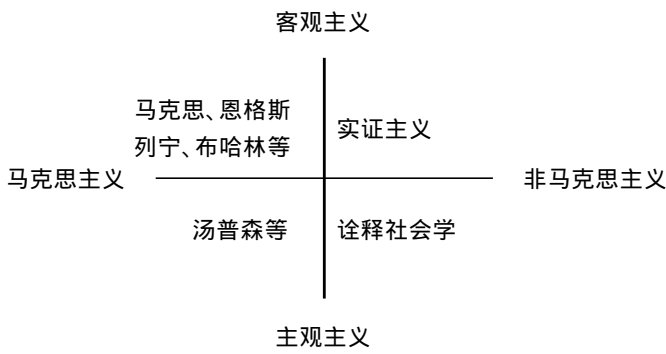 客观主义
马克思、恩格斯
列宁、布哈林等
实证主义
马克思主义
非马克思主义
汤普森等
诠释社会学
主观主义